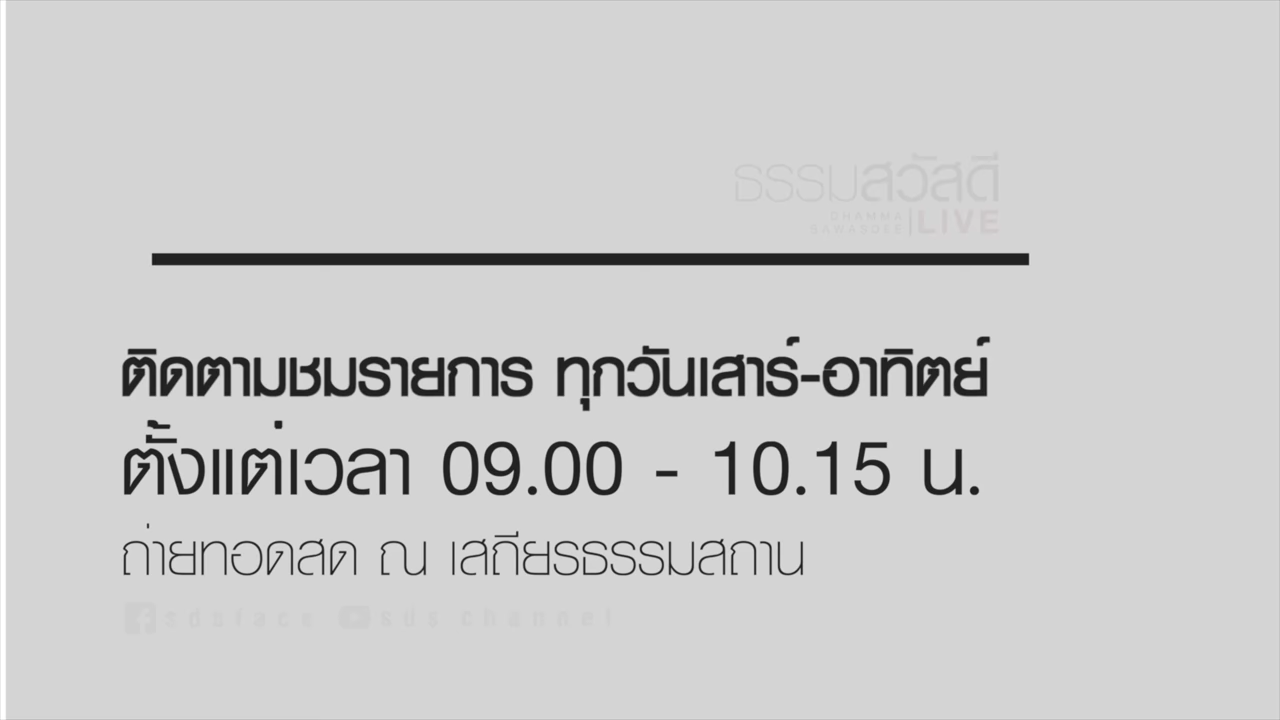 ธรรมสวัสดี
DHAMMA
SAWASDEE
LIVE
ติดตามชมรายการ ทุกวันเสาร์-อาทิตย์
ตั้งแต่เวลา 09.00 - 10.15 น.
ถ่ายทอดสด ณ เสถียรธรรมสถาน
sdsface sds channel